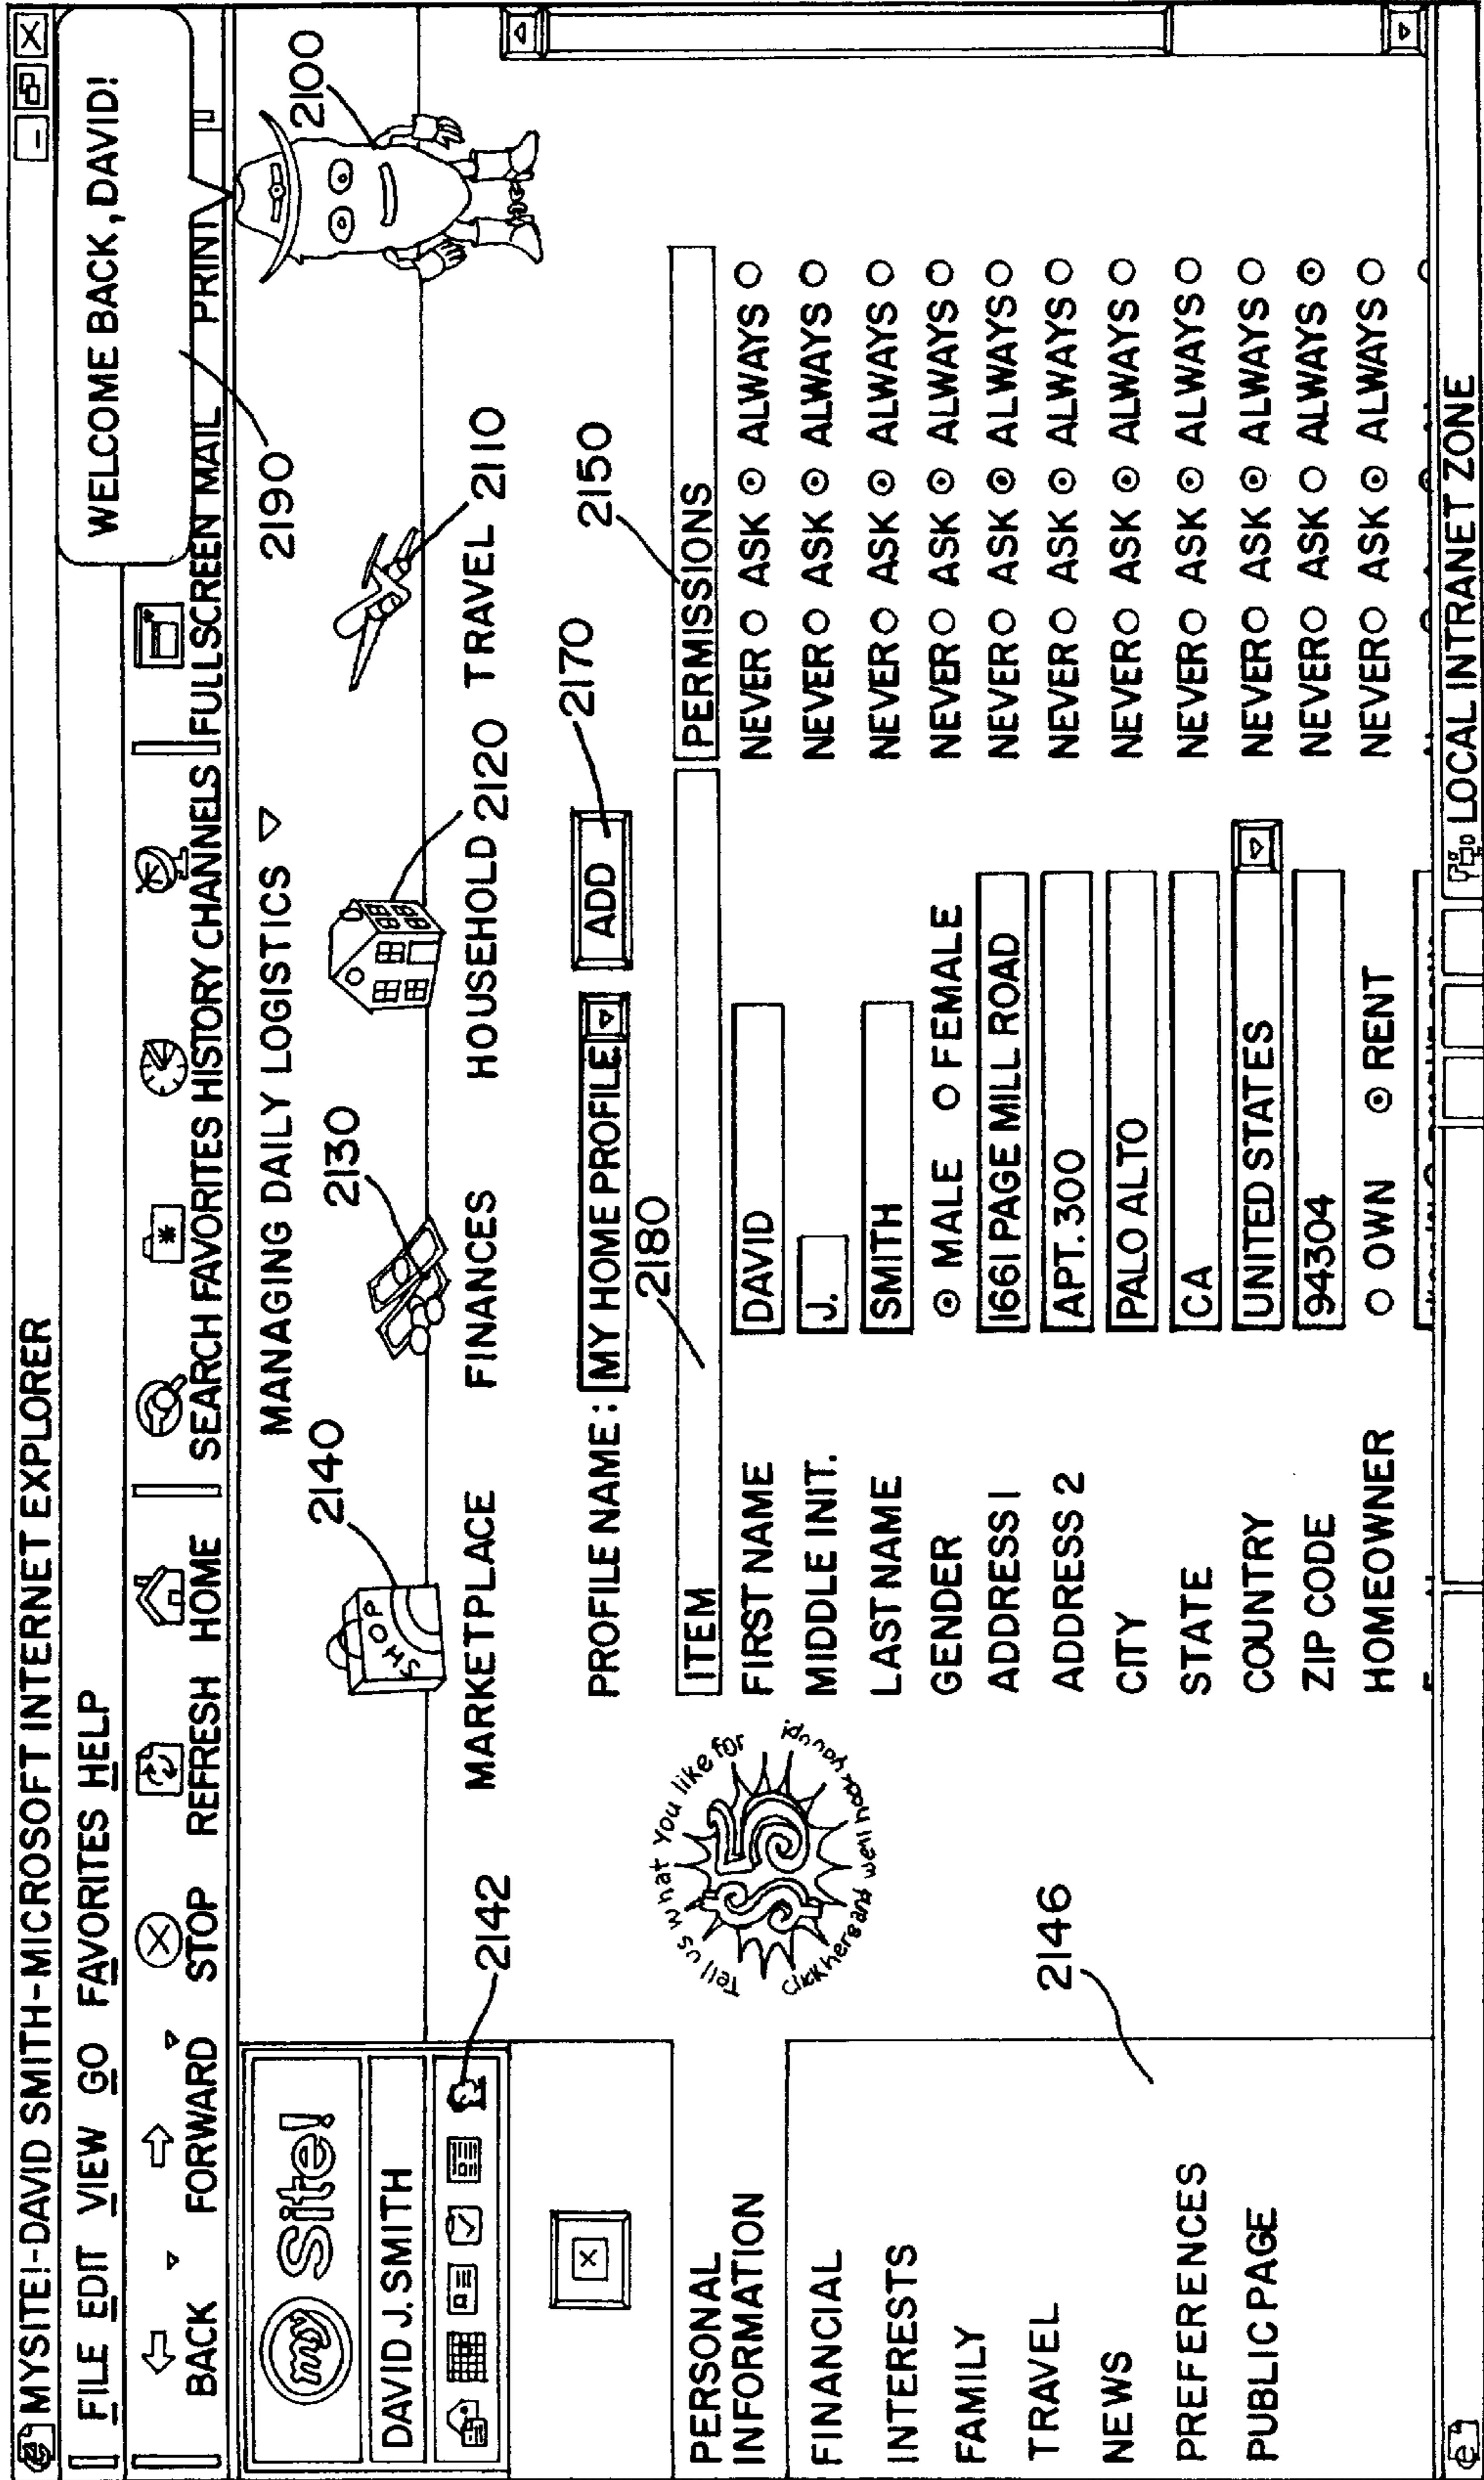 MYSITE!-DAVID SMITH-MICROSOFT INTERNET EXPLORER
FILE EDIT VIEW GO FAVORITES HELP
WELCOME BACK, DAVID!
BACK FORWARD STOP REFRESH HOME SEARCH FAVORITES HISTORY CHANNELS FULLSCREEN MAIL PRINT
2190
my Site!
MANAGING DAILY LOGISTICS
2100
DAVID J. SMITH
2140
2130
SHOP
2142
MARKETPLACE
FINANCES
HOUSEHOLD 2120
TRAVEL 2110
PROFILE NAME: MY HOME PROFILE
ADD
2170
2150
2180
ITEM
PERMISSIONS
Tell us what you like for
click here and we'll hook you up!
PERSONAL
INFORMATION
FINANCIAL
INTERESTS
FAMILY
TRAVEL
NEWS
PREFERENCES
PUBLIC PAGE
2146
FIRST NAME DAVID NEVER ASK ALWAYS
MIDDLE INIT. J. NEVER ASK ALWAYS
LAST NAME SMITH NEVER ASK ALWAYS
GENDER MALE FEMALE NEVER ASK ALWAYS
ADDRESS 1 1661 PAGE MILL ROAD NEVER ASK ALWAYS
ADDRESS 2 APT. 300 NEVER ASK ALWAYS
CITY PALO ALTO NEVER ASK ALWAYS
STATE CA NEVER ASK ALWAYS
COUNTRY UNITED STATES NEVER ASK ALWAYS
ZIP CODE 94304 NEVER ASK ALWAYS
HOMEOWNER OWN RENT NEVER ASK ALWAYS
LOCAL INTRANET ZONE